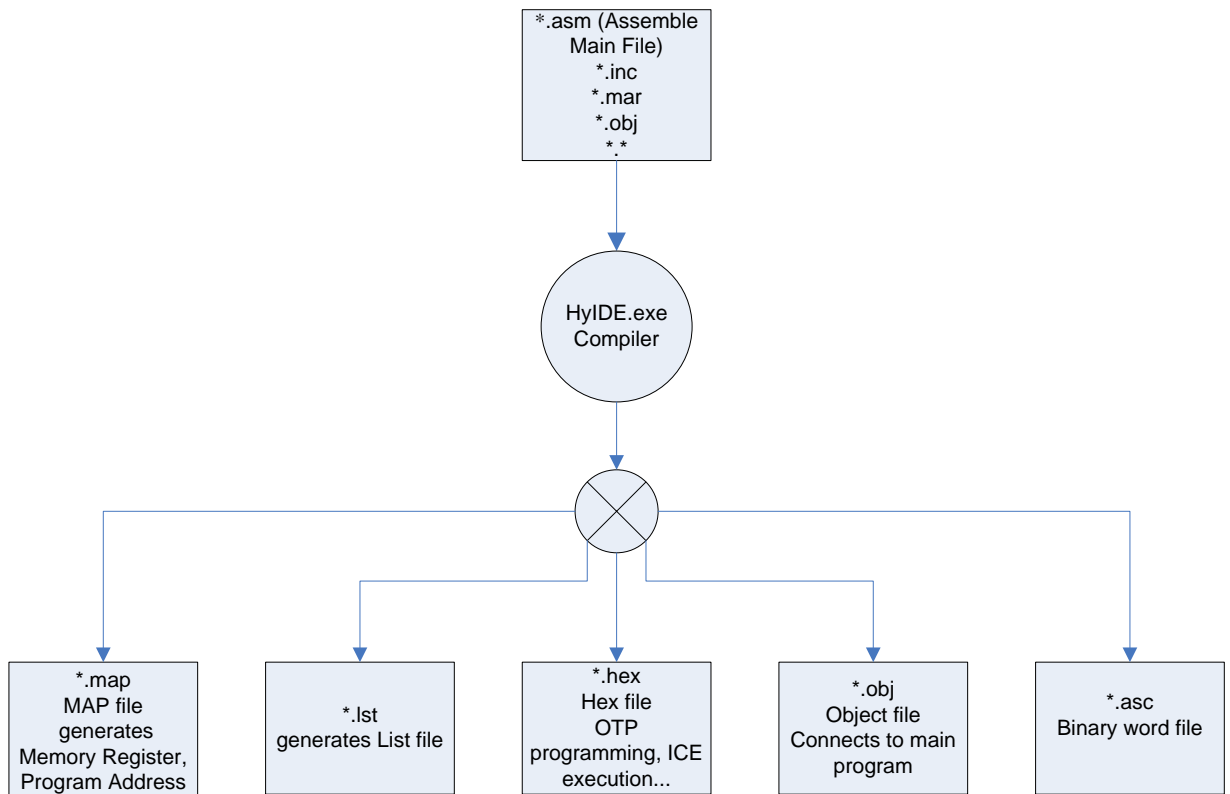 *.asm (Assemble
Main File)
*.inc
*.mar
*.obj
*.*
HyIDE.exe
Compiler
*.map
MAP file
generates
Memory Register,
Program Address
*.lst
generates List file
*.hex
Hex file
OTP
programming, ICE
execution...
*.obj
Object file
Connects to main
program
*.asc
Binary word file